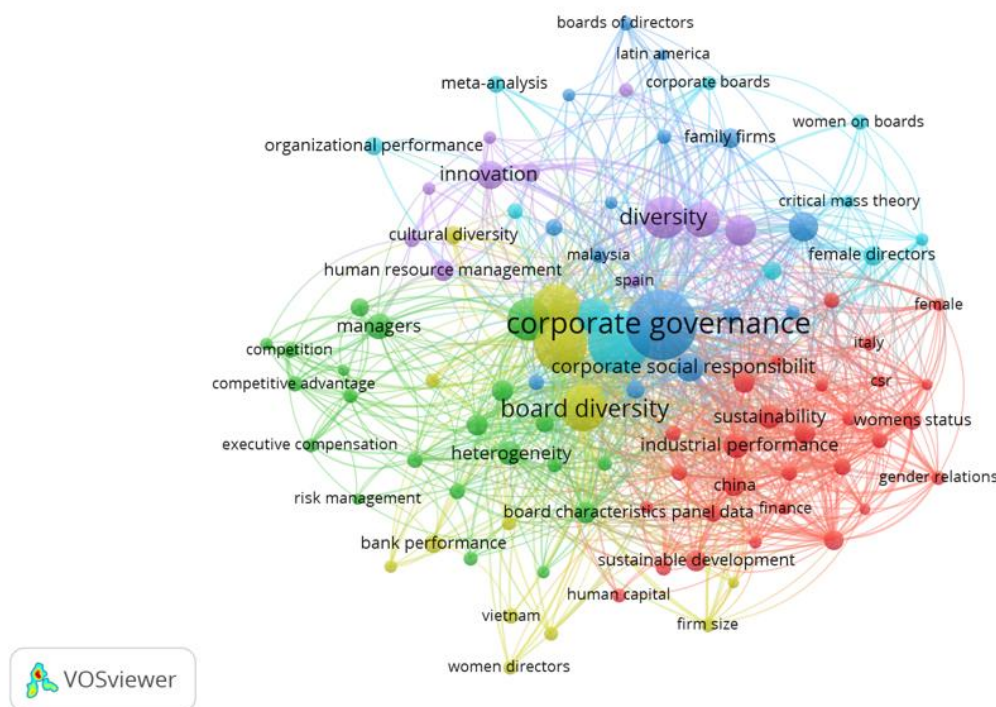 boards of directors
latin america
meta-analysis
corporate boards
women on boards
organizational performance
family firms
innovation
critical mass theory
diversity
cultural diversity
malaysia
female directors
human resource management
spain
female
managers
corporate governance
italy
competition
corporate social responsibilit
csr
competitive advantage
board diversity
sustainability
womens status
executive compensation
industrial performance
heterogeneity
gender relations
china
risk management
board characteristics
panel data
finance
bank performance
sustainable development
human capital
vietnam
firm size
women directors
VOSviewer